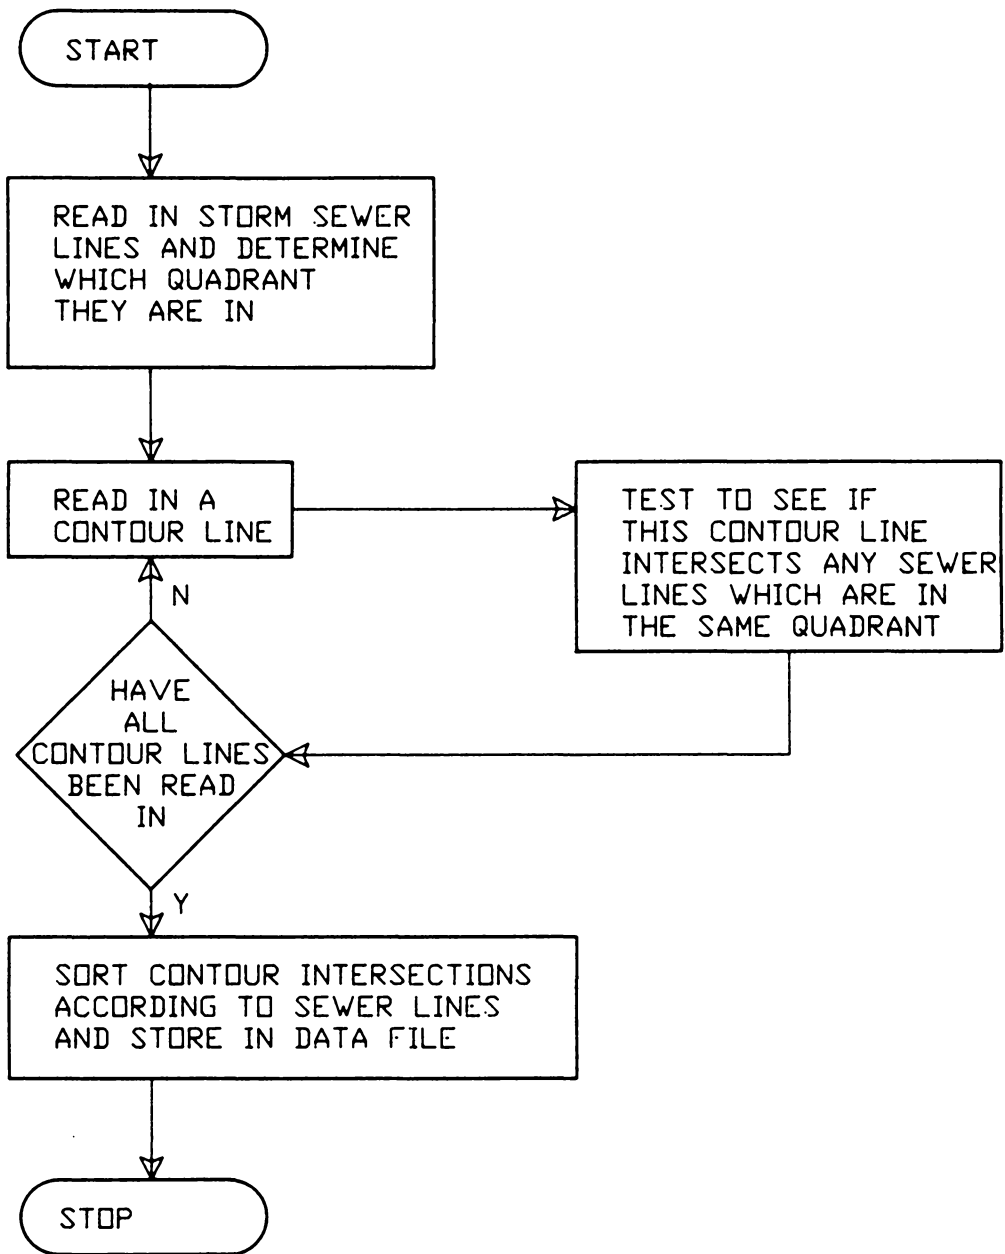 START
READ IN STORM SEWER
LINES AND DETERMINE
WHICH QUADRANT
THEY ARE IN
READ IN A
CONTOUR LINE
TEST TO SEE IF
THIS CONTOUR LINE
INTERSECTS ANY SEWER
LINES WHICH ARE IN
THE SAME QUADRANT
N
HAVE
ALL
CONTOUR LINES
BEEN READ
IN
Y
SORT CONTOUR INTERSECTIONS
ACCORDING TO SEWER LINES
AND STORE IN DATA FILE
STOP